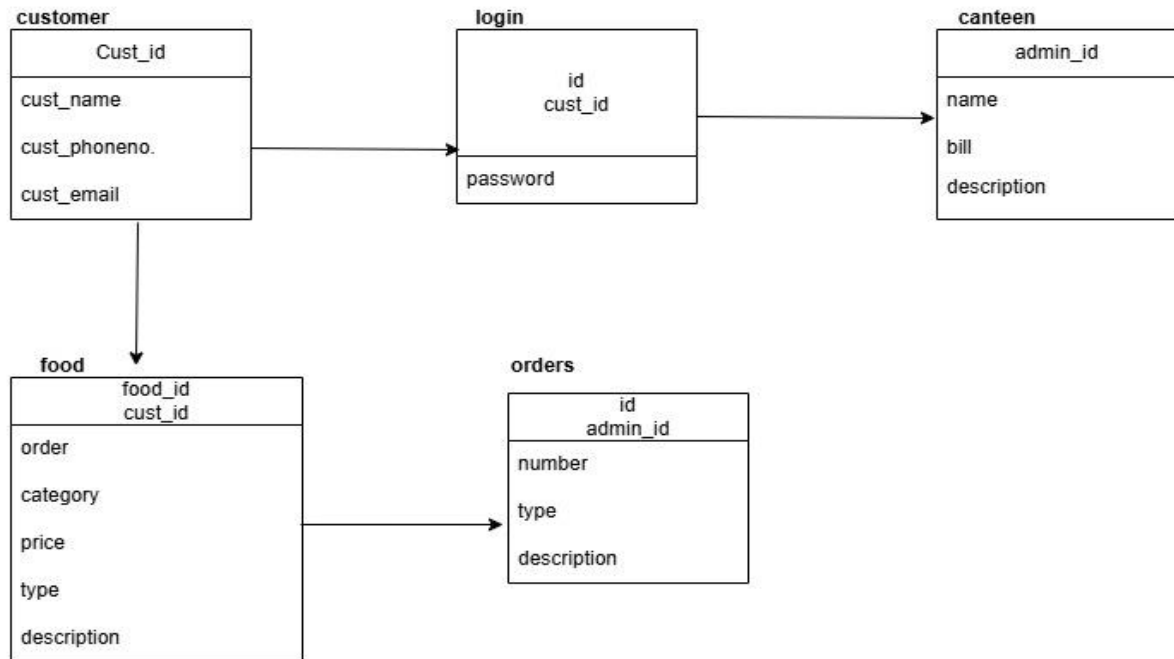 customer
Cust_id
cust_name
cust_phoneno.
cust_email
login
id
cust_id
password
canteen
admin_id
name
bill
description
food
food_id
cust_id
order
category
price
type
description
orders
id
admin_id
number
type
description